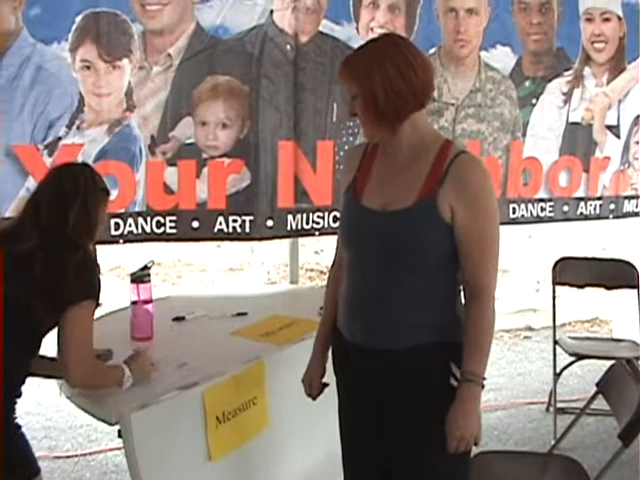 Your N bor
DANCE • ART • MUSIC
DANCE • ART • MU
Measure